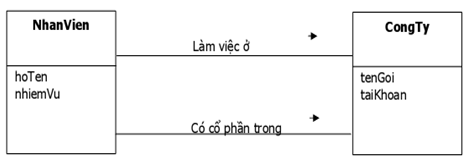 NhanVien
hoTen
nhiemVu
Làm việc ở
Có cổ phần trong
CongTy
tenGoi
taiKhoan